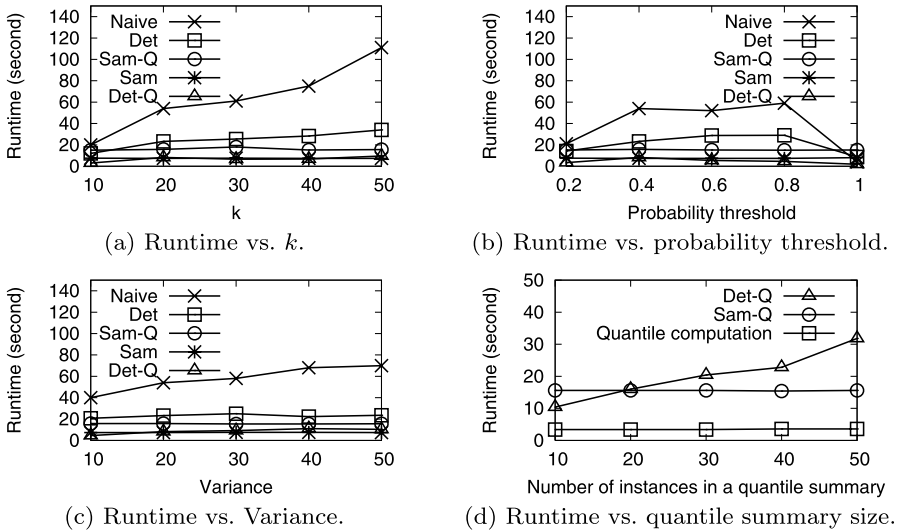 Runtime (second)
140
120
100
80
60
40
20
0
Naive
Det
Sam-Q
Sam
Det-Q
10 20 30 40 50
k
(a) Runtime vs. k.
Runtime (second)
140
120
100
80
60
40
20
0
Naive
Det
Sam-Q
Sam
Det-Q
0.2 0.4 0.6 0.8 1
Probability threshold
(b) Runtime vs. probability threshold.
Runtime (second)
140
120
100
80
60
40
20
0
Naive
Det
Sam-Q
Sam
Det-Q
10 20 30 40 50
Variance
(c) Runtime vs. Variance.
Runtime (second)
50
40
30
20
10
0
Det-Q
Sam-Q
Quantile computation
10 20 30 40 50
Number of instances in a quantile summary
(d) Runtime vs. quantile summary size.